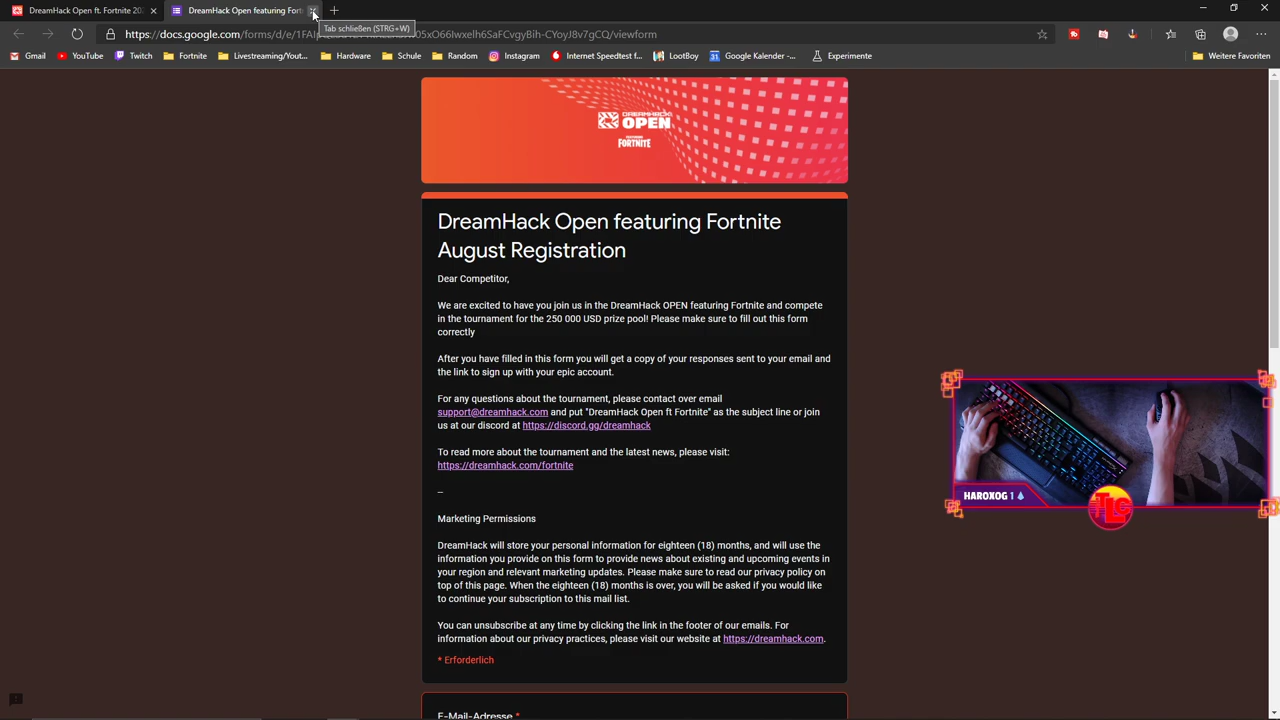 DreamHack Open ft. Fortnite 202
DreamHack Open featuring Fort
Tab schließen (STRG+W)
Gmail
YouTube
Twitch
Fortnite
Livestreaming/Yout...
Hardware
Schule
Random
Instagram
Internet Speedtest f...
LootBoy
Google Kalender -...
Experimente
Weitere Favoriten
DREAMHACK
OPEN
FEATURING
FORTNITE
DreamHack Open featuring Fortnite
August Registration
Dear Competitor,
We are excited to have you join us in the DreamHack OPEN featuring Fortnite and compete
in the tournament for the 250 000 USD prize pool! Please make sure to fill out this form
correctly
After you have filled in this form you will get a copy of your responses sent to your email and
the link to sign up with your epic account.
For any questions about the tournament, please contact over email
support@dreamhack.com and put "DreamHack Open ft Fortnite" as the subject line or join
us at our discord at https://discord.gg/dreamhack
To read more about the tournament and the latest news, please visit:
https://dreamhack.com/fortnite
–
Marketing Permissions
DreamHack will store your personal information for eighteen (18) months, and will use the
information you provide on this form to provide news about existing and upcoming events in
your region and relevant marketing updates. Please make sure to read our privacy policy on
top of this page. When the eighteen (18) months is over, you will be asked if you would like
to continue your subscription to this mail list.
You can unsubscribe at any time by clicking the link in the footer of our emails. For
information about our privacy practices, please visit our website at https://dreamhack.com.
* Erforderlich
E-Mail-Adresse *
HAROXOG 1
TLC